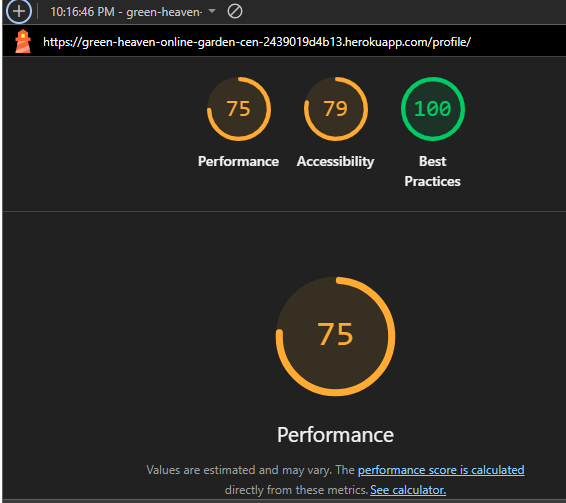 10:16:46 PM - green-heaven-
https://green-heaven-online-garden-cen-2439019d4b13.herokuapp.com/profile/
75 79 100
Performance Accessibility Best Practices
75
Performance
Values are estimated and may vary. The performance score is calculated
directly from these metrics. See calculator.